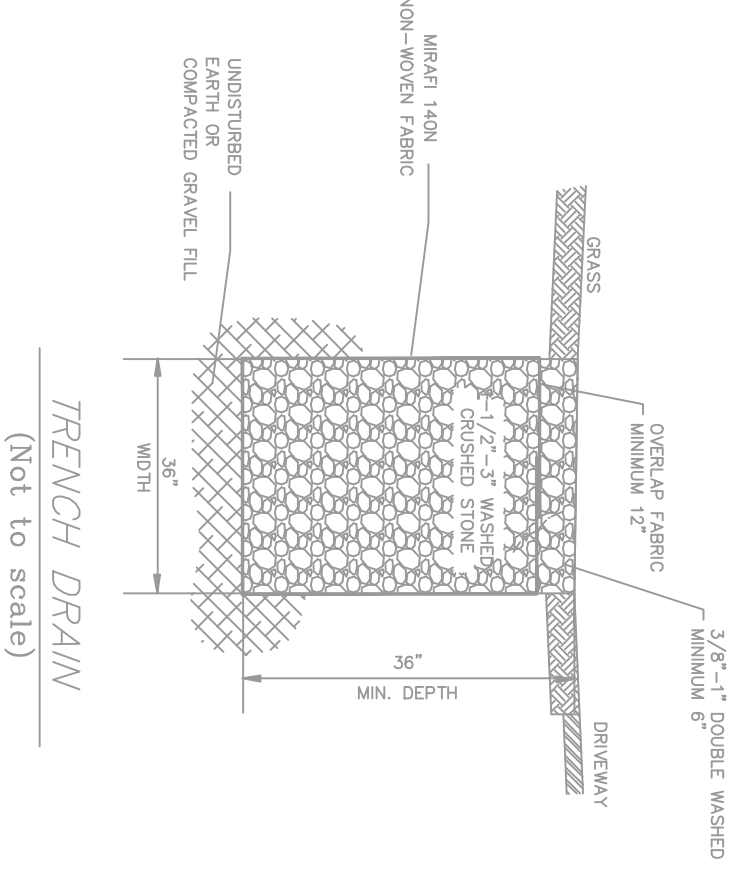 3/8"-1" DOUBLE WASHED
MINIMUM 6"
OVERLAP FABRIC
MINIMUM 12"
GRASS
DRIVEWAY
1-1/2"-3" WASHED
CRUSHED STONE
MIRAFI 140N
NON-WOVEN FABRIC
36"
MIN. DEPTH
UNDISTURBED
EARTH OR
COMPACTED GRAVEL FILL
36"
WIDTH
TRENCH DRAIN
(Not to scale)